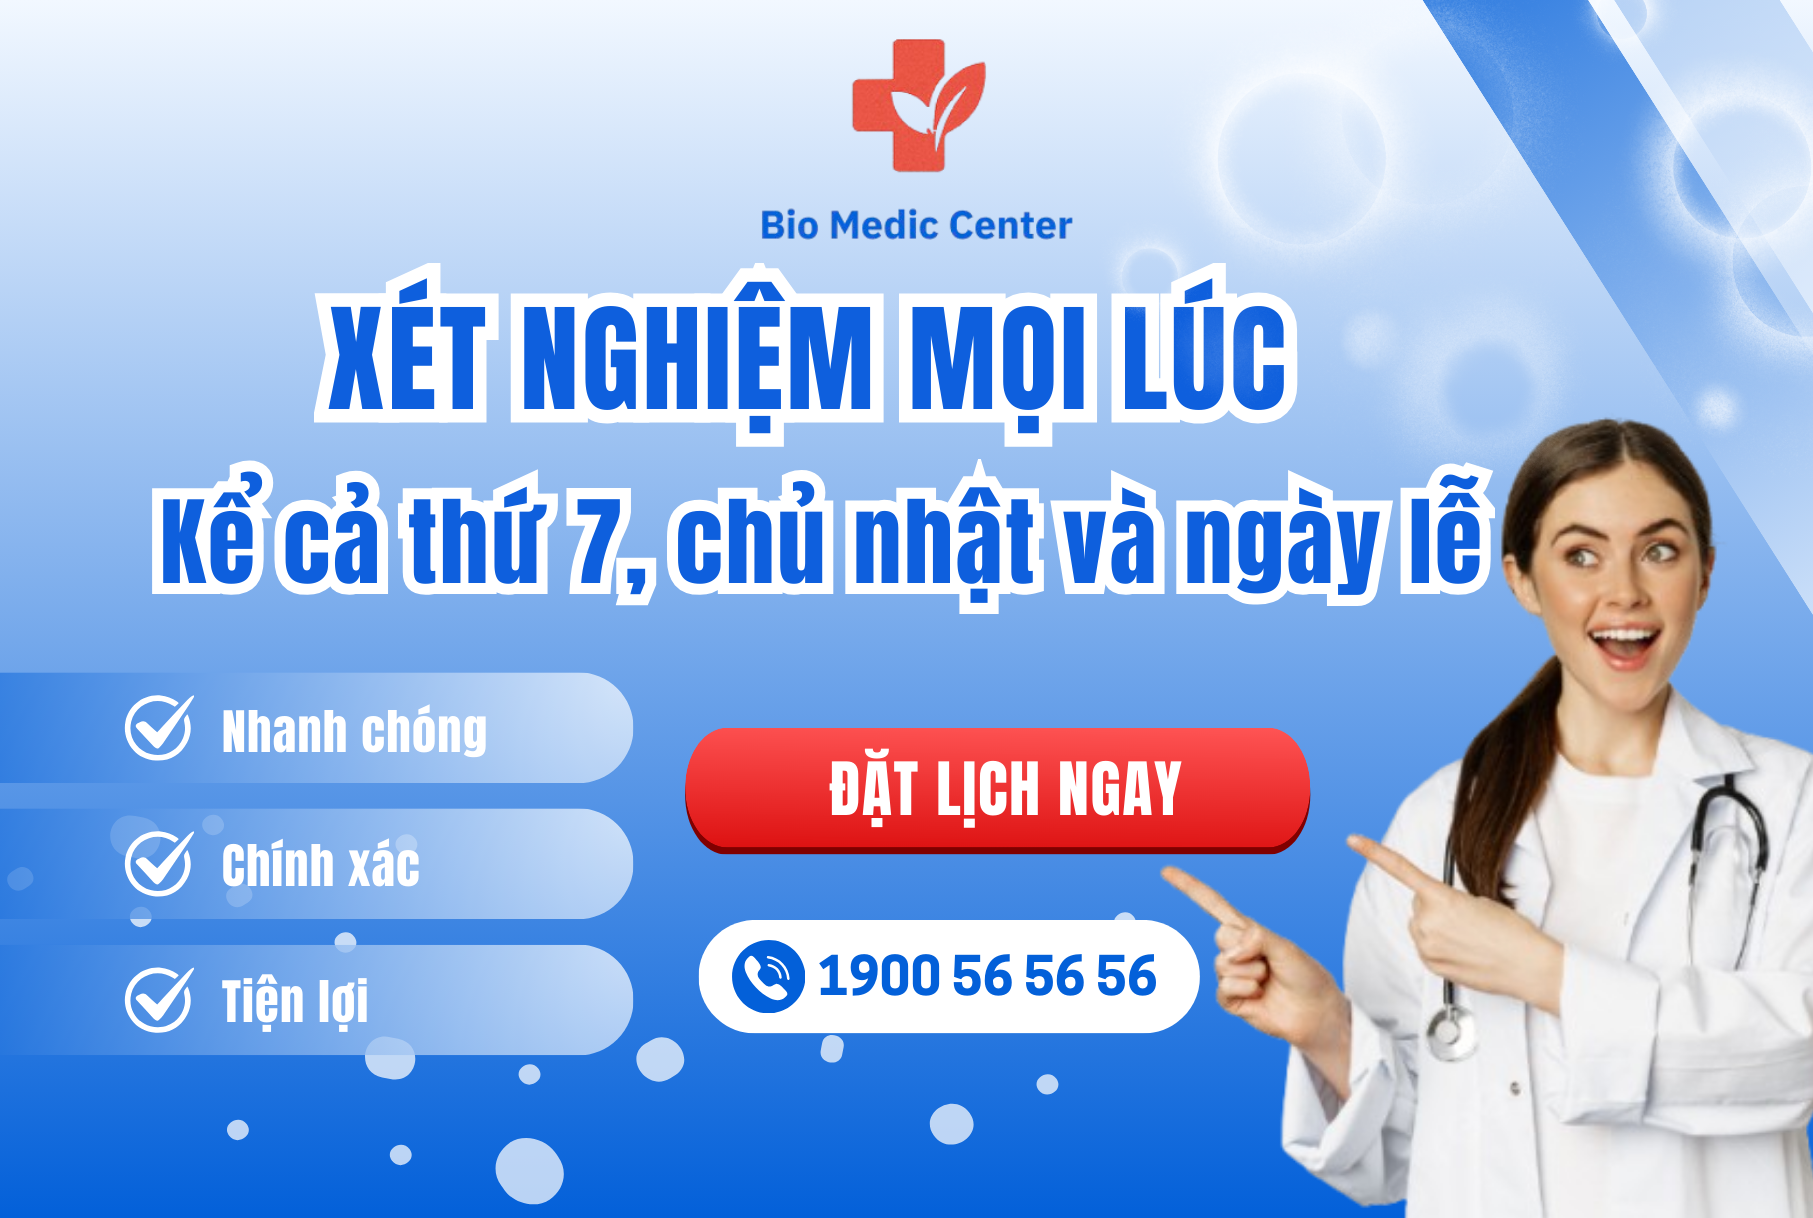 Bio Medic Center
XÉT NGHIỆM MỌI LÚC
Kể cả thứ 7, chủ nhật và ngày lễ
Nhanh chóng
Chính xác
Tiện lợi
ĐẶT LỊCH NGAY
1900 56 56 56